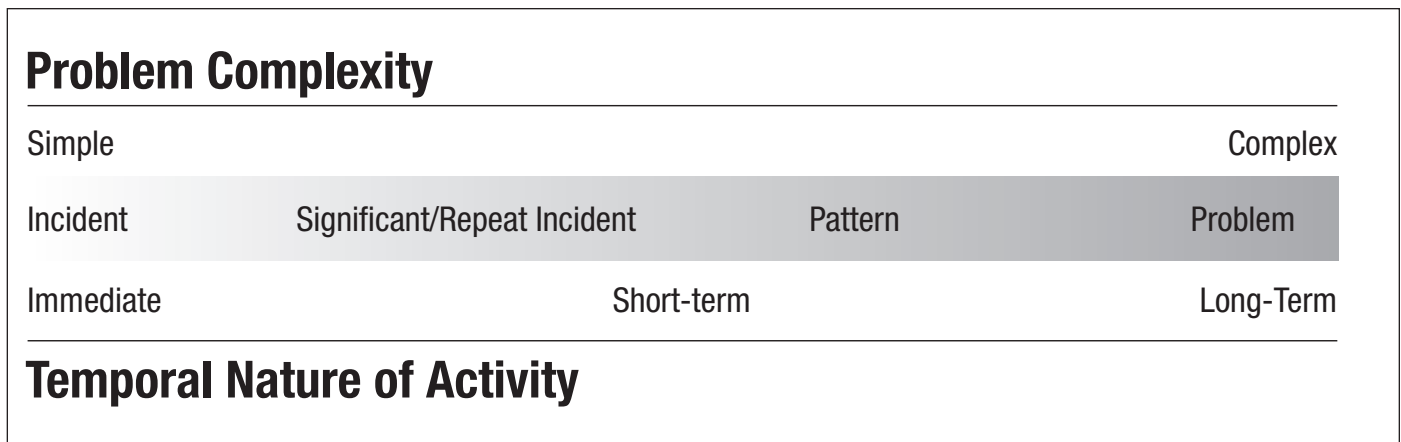 Problem Complexity
Simple Complex
Incident Significant/Repeat Incident Pattern Problem
Immediate Short-term Long-Term
Temporal Nature of Activity